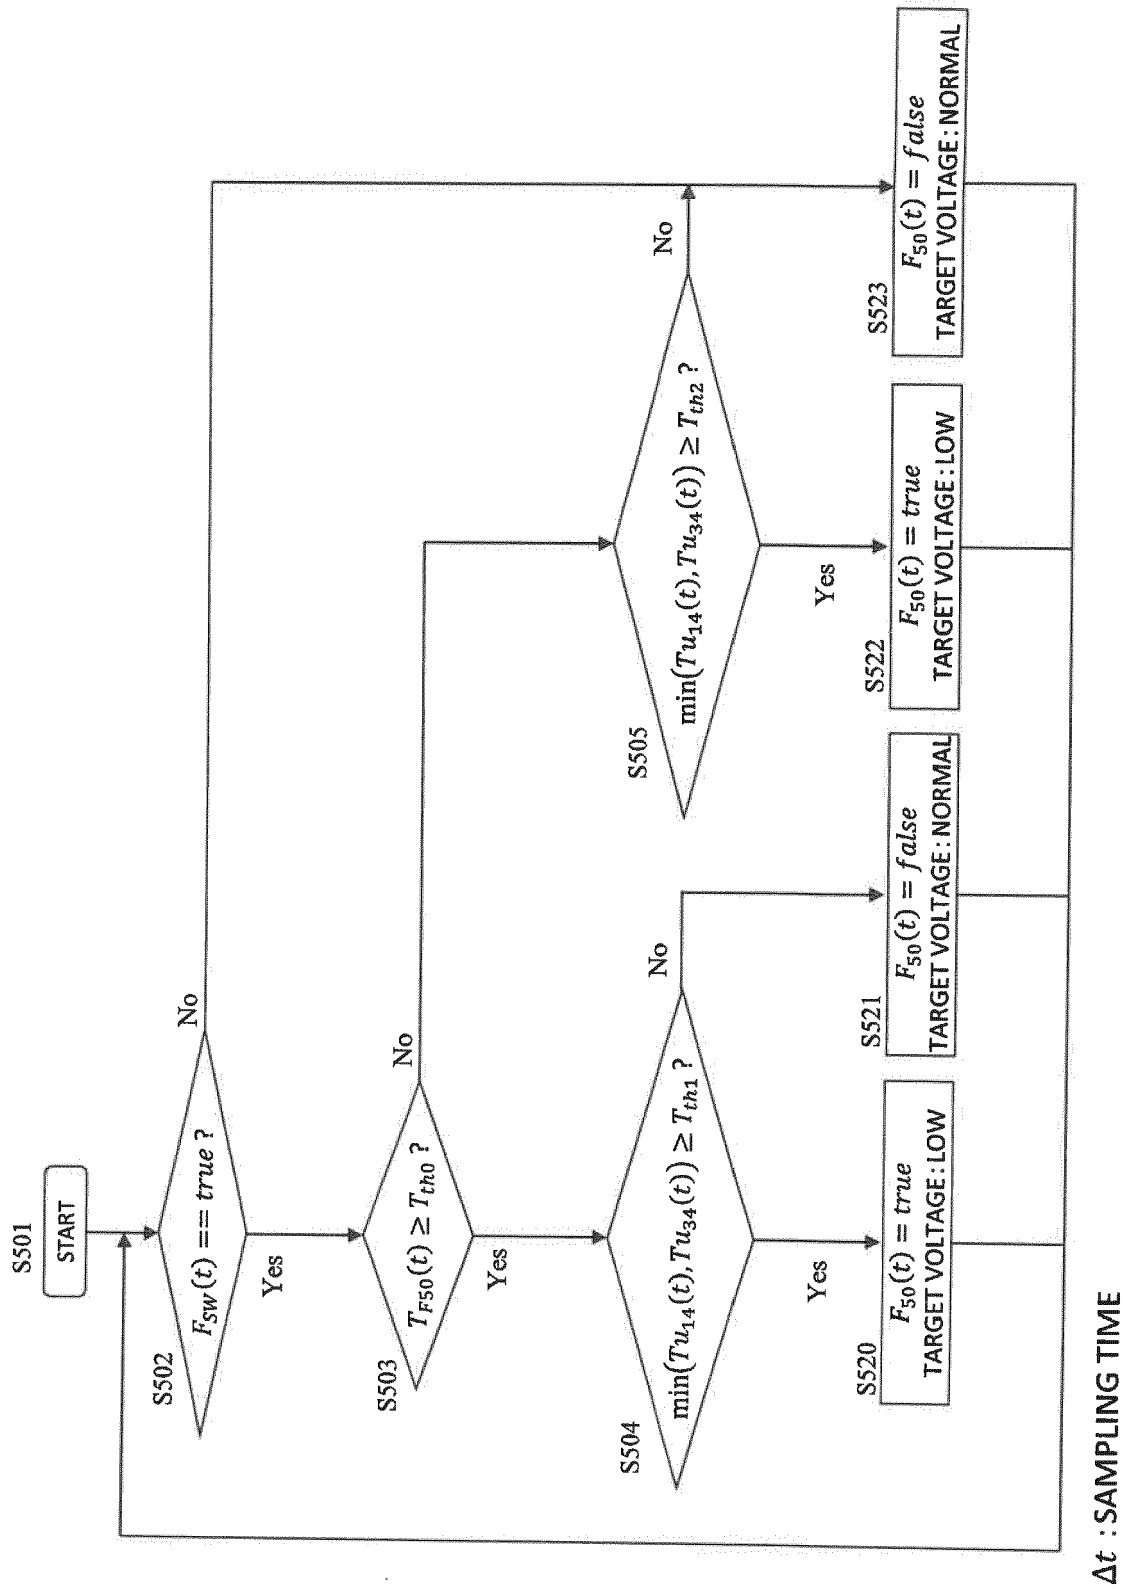 S501
START
S502
F_SW(t) == true ?
No
Yes
S503
T_F50(t) ≥ T_th0 ?
No
Yes
S504
min(Tu_14(t), Tu_34(t)) ≥ T_th1 ?
No
Yes
S505
min(Tu_14(t), Tu_34(t)) ≥ T_th2 ?
No
Yes
S520
F_50(t) = true
TARGET VOLTAGE: LOW
S521
F_50(t) = false
TARGET VOLTAGE: NORMAL
S522
F_50(t) = true
TARGET VOLTAGE: LOW
S523
F_50(t) = false
TARGET VOLTAGE: NORMAL
Δt : SAMPLING TIME